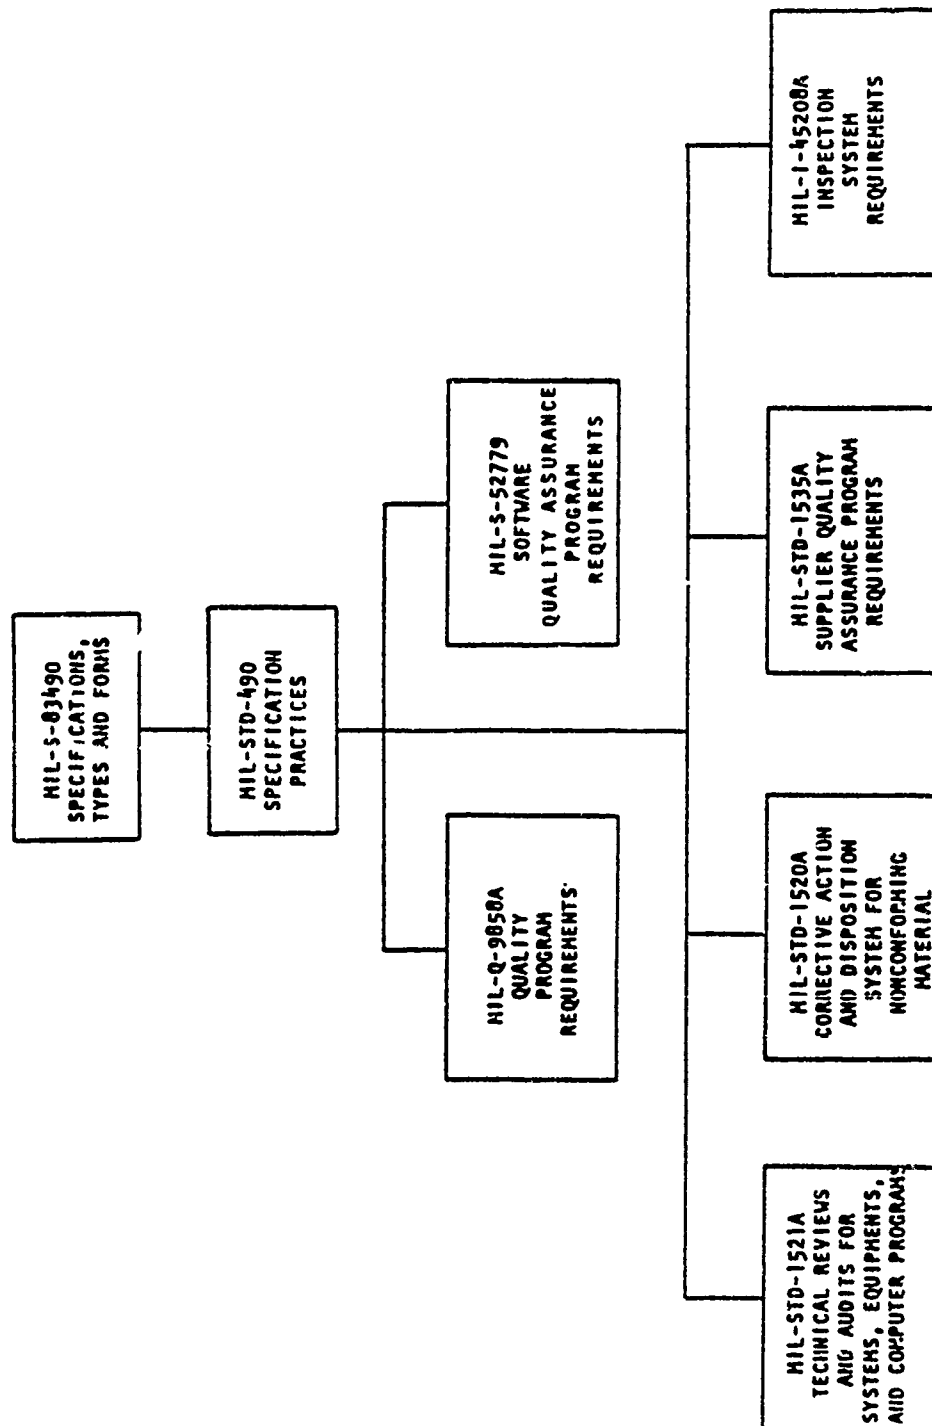 MIL-S-83490
SPECIFICATIONS,
TYPES AND FORMS
MIL-STD-490
SPECIFICATION
PRACTICES
MIL-Q-9858A
QUALITY
PROGRAM
REQUIREMENTS
MIL-S-52779
SOFTWARE
QUALITY ASSURANCE
PROGRAM
REQUIREMENTS
MIL-STD-1521A
TECHNICAL REVIEWS
AND AUDITS FOR
SYSTEMS, EQUIPMENTS,
AND COMPUTER PROGRAMS
MIL-STD-1520A
CORRECTIVE ACTION
AND DISPOSITION
SYSTEM FOR
NONCONFORMING
MATERIAL
MIL-STD-1535A
SUPPLIER QUALITY
ASSURANCE PROGRAM
REQUIREMENTS
MIL-I-45208A
INSPECTION
SYSTEM
REQUIREMENTS